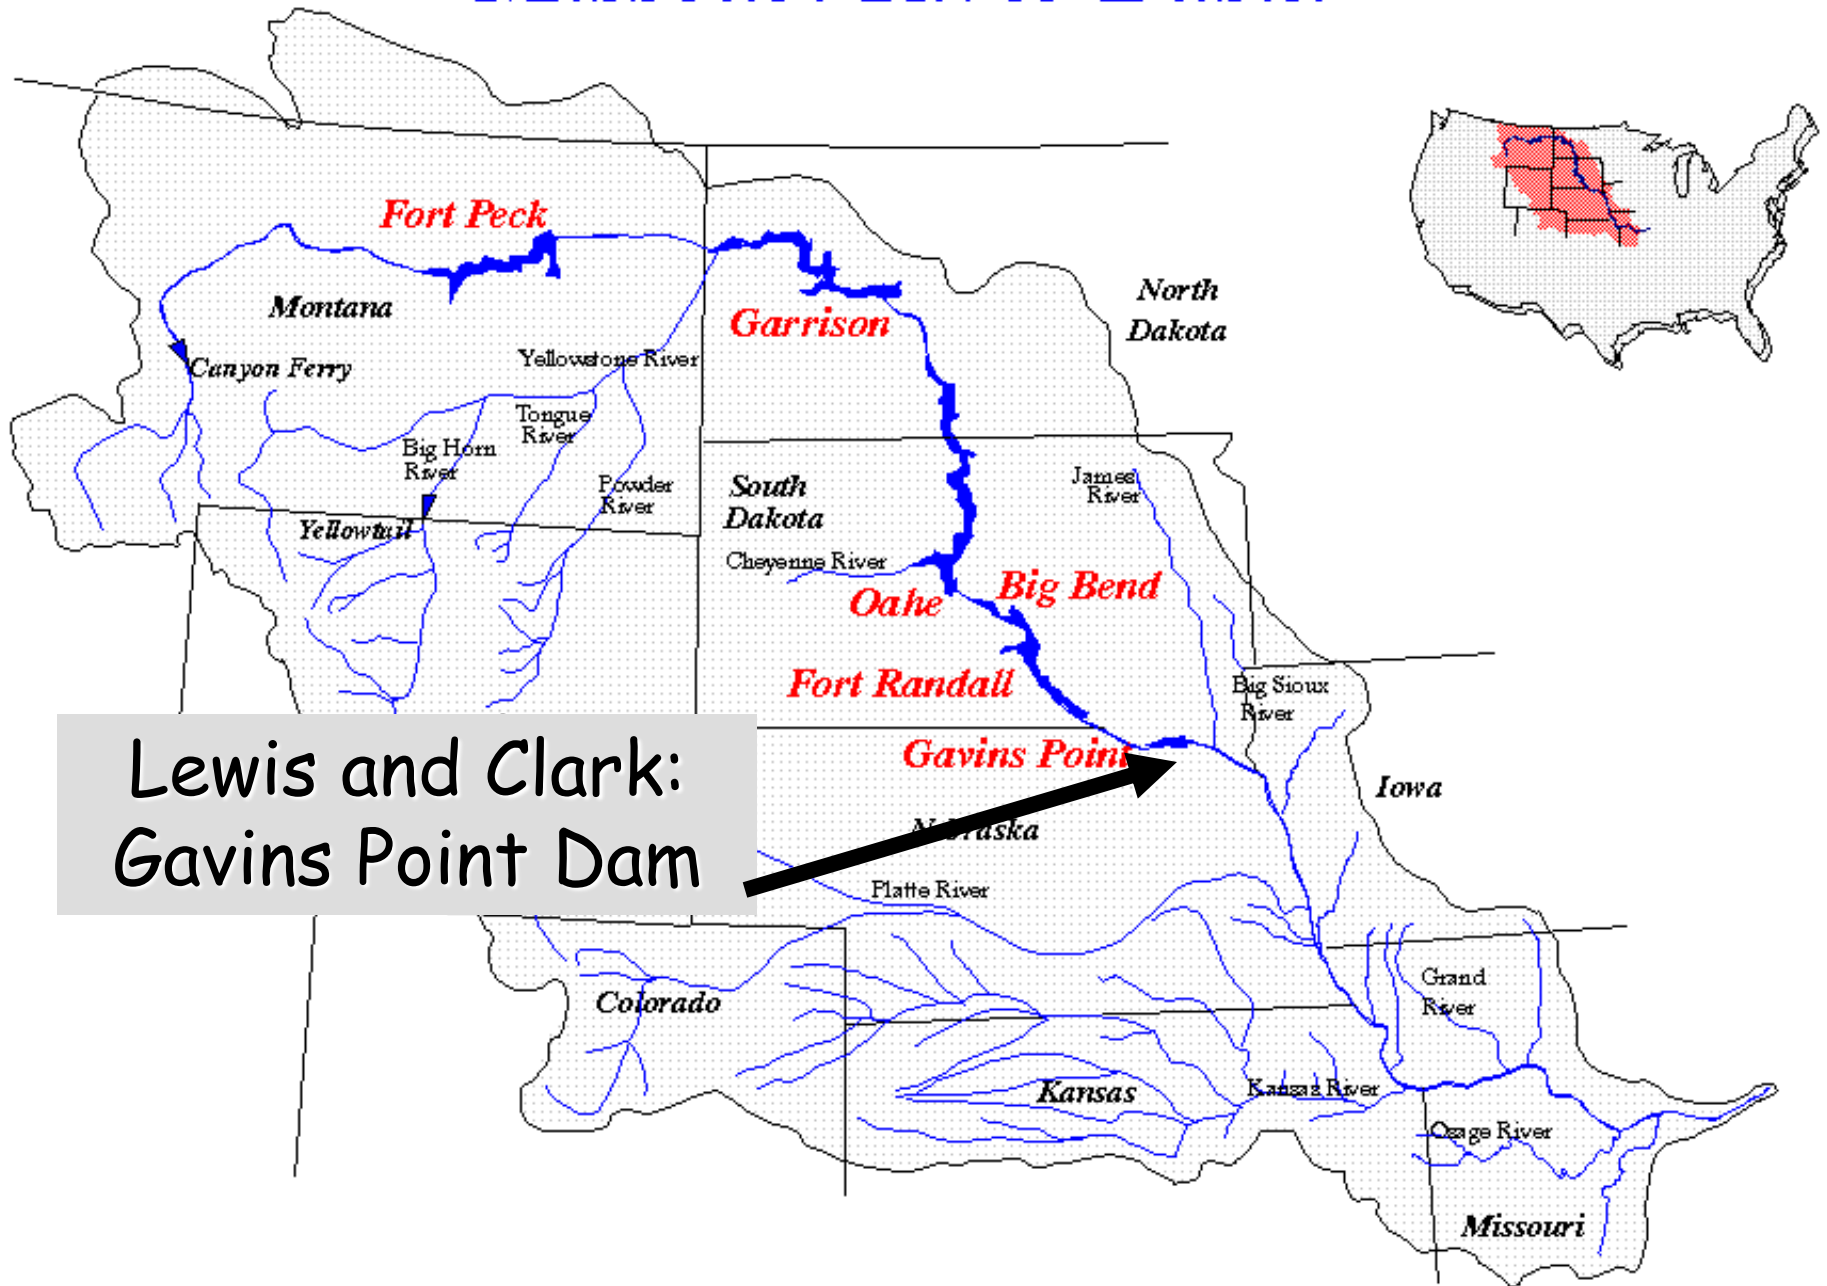 Fort Peck
Montana
Garrison
North
Dakota
Canyon Ferry
Yellowstone River
Tongue
River
Big Horn
River
Powder
River
Yellowtail
South
Dakota
James
River
Cheyenne River
Oahe
Big Bend
Fort Randall
Big Sioux
River
Gavins Point
Lewis and Clark:
Gavins Point Dam
Iowa
Nebraska
Platte River
Colorado
Grand
River
Kansas
Kansas River
Osage River
Missouri